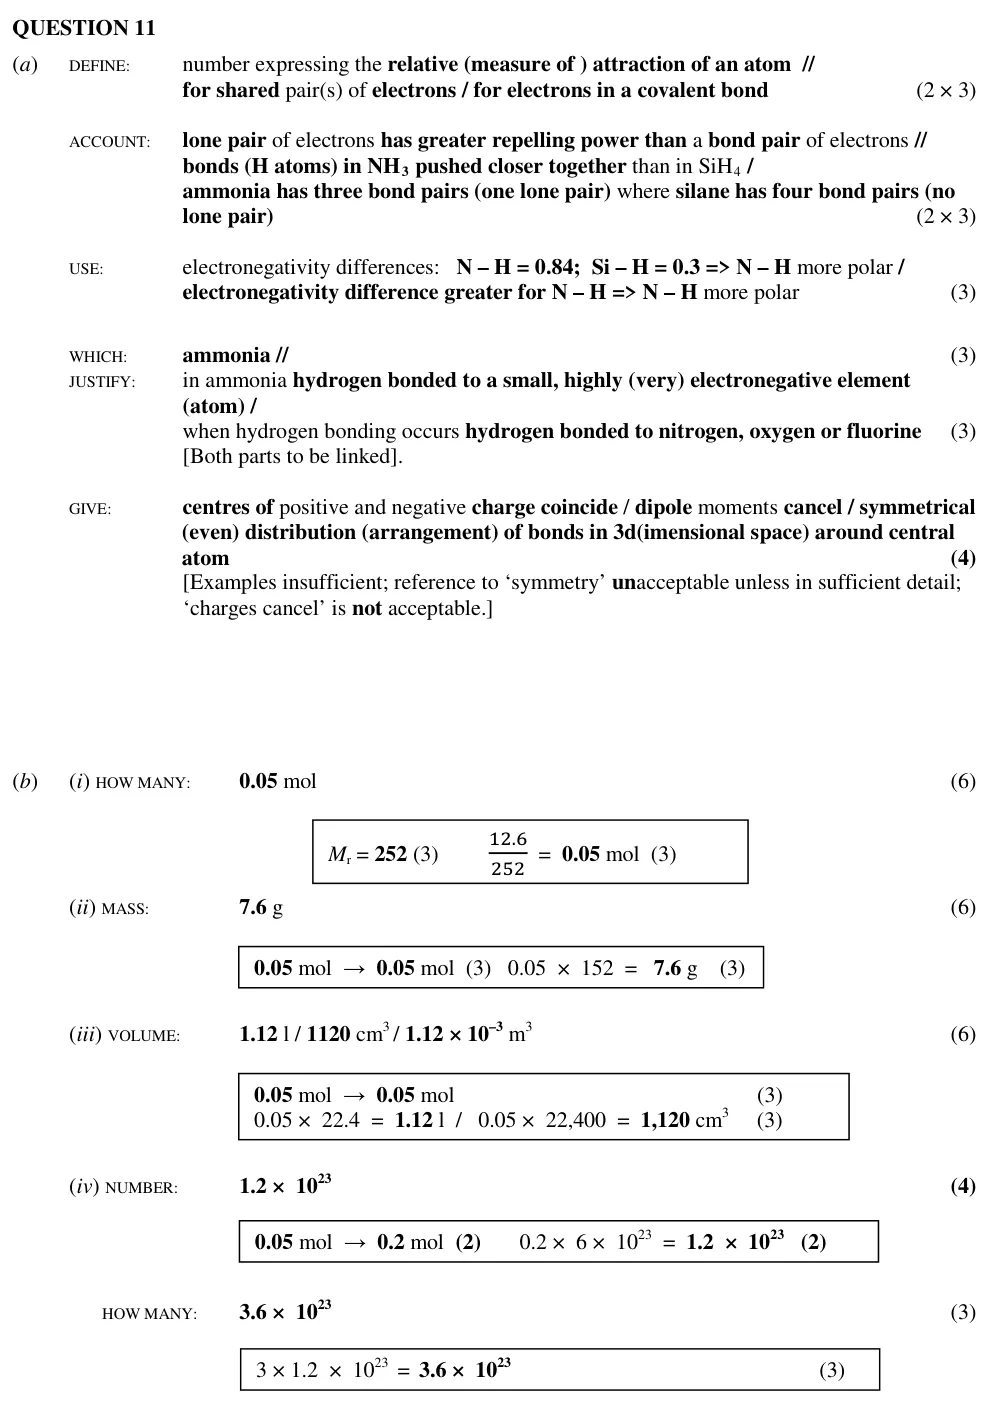 QUESTION 11
(a) DEFINE: number expressing the relative (measure of ) attraction of an atom //
for shared pair(s) of electrons / for electrons in a covalent bond (2 × 3)
ACCOUNT: lone pair of electrons has greater repelling power than a bond pair of electrons //
bonds (H atoms) in NH₃ pushed closer together than in SiH₄ /
ammonia has three bond pairs (one lone pair) where silane has four bond pairs (no
lone pair) (2 × 3)
USE: electronegativity differences: N – H = 0.84; Si – H = 0.3 => N – H more polar /
electronegativity difference greater for N – H => N – H more polar (3)
WHICH: ammonia // (3)
JUSTIFY: in ammonia hydrogen bonded to a small, highly (very) electronegative element
(atom) /
when hydrogen bonding occurs hydrogen bonded to nitrogen, oxygen or fluorine (3)
[Both parts to be linked].
GIVE: centres of positive and negative charge coincide / dipole moments cancel / symmetrical
(even) distribution (arrangement) of bonds in 3d(imensional space) around central
atom (4)
[Examples insufficient; reference to ‘symmetry’ unacceptable unless in sufficient detail;
‘charges cancel’ is not acceptable.]
(b) (i) HOW MANY: 0.05 mol (6)
Mᵣ = 252 (3) 12.6/252 = 0.05 mol (3)
(ii) MASS: 7.6 g (6)
0.05 mol → 0.05 mol (3) 0.05 × 152 = 7.6 g (3)
(iii) VOLUME: 1.12 l / 1120 cm³ / 1.12 × 10⁻³ m³ (6)
0.05 mol → 0.05 mol (3)
0.05 × 22.4 = 1.12 l / 0.05 × 22,400 = 1,120 cm³ (3)
(iv) NUMBER: 1.2 × 10²³ (4)
0.05 mol → 0.2 mol (2) 0.2 × 6 × 10²³ = 1.2 × 10²³ (2)
HOW MANY: 3.6 × 10²³ (3)
3 × 1.2 × 10²³ = 3.6 × 10²³ (3)